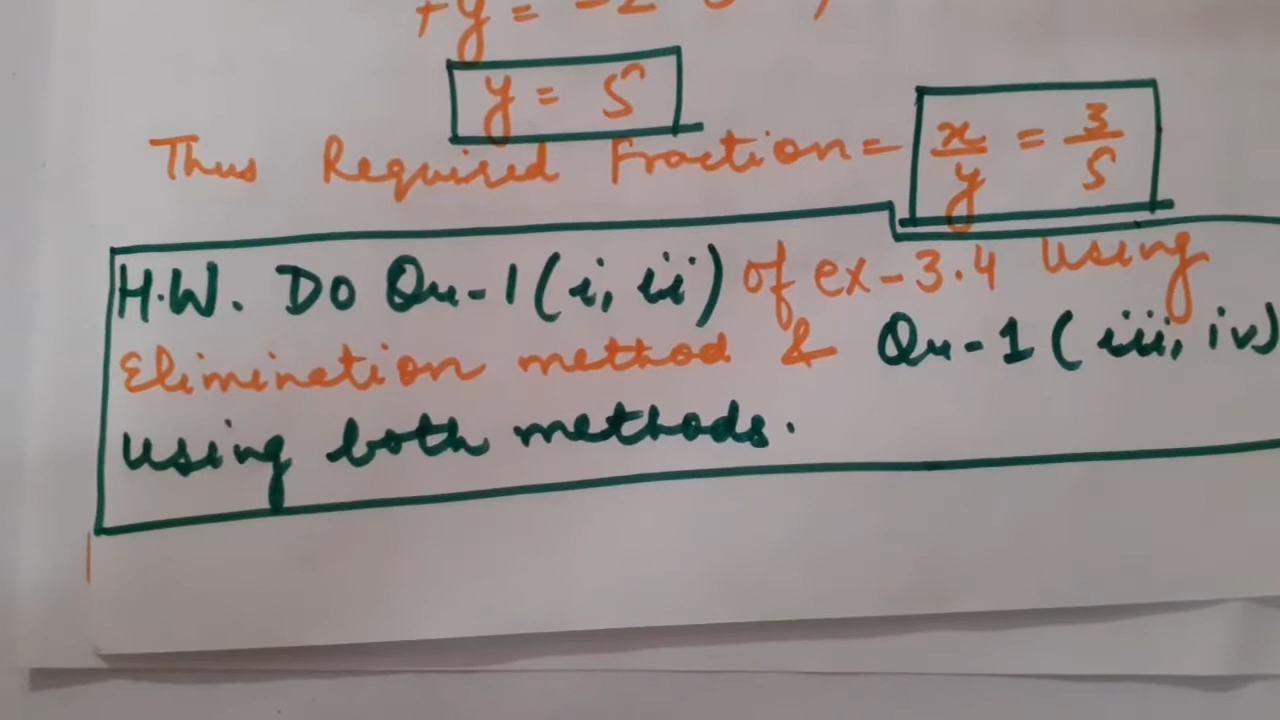 +y = -2
y = 5
Thus Required Fraction = x/y = 3/5
H.W. Do Qu-1 (i, ii) of ex-3.4 using
Elimination method & Qu-1 (iii, iv)
using both methods.